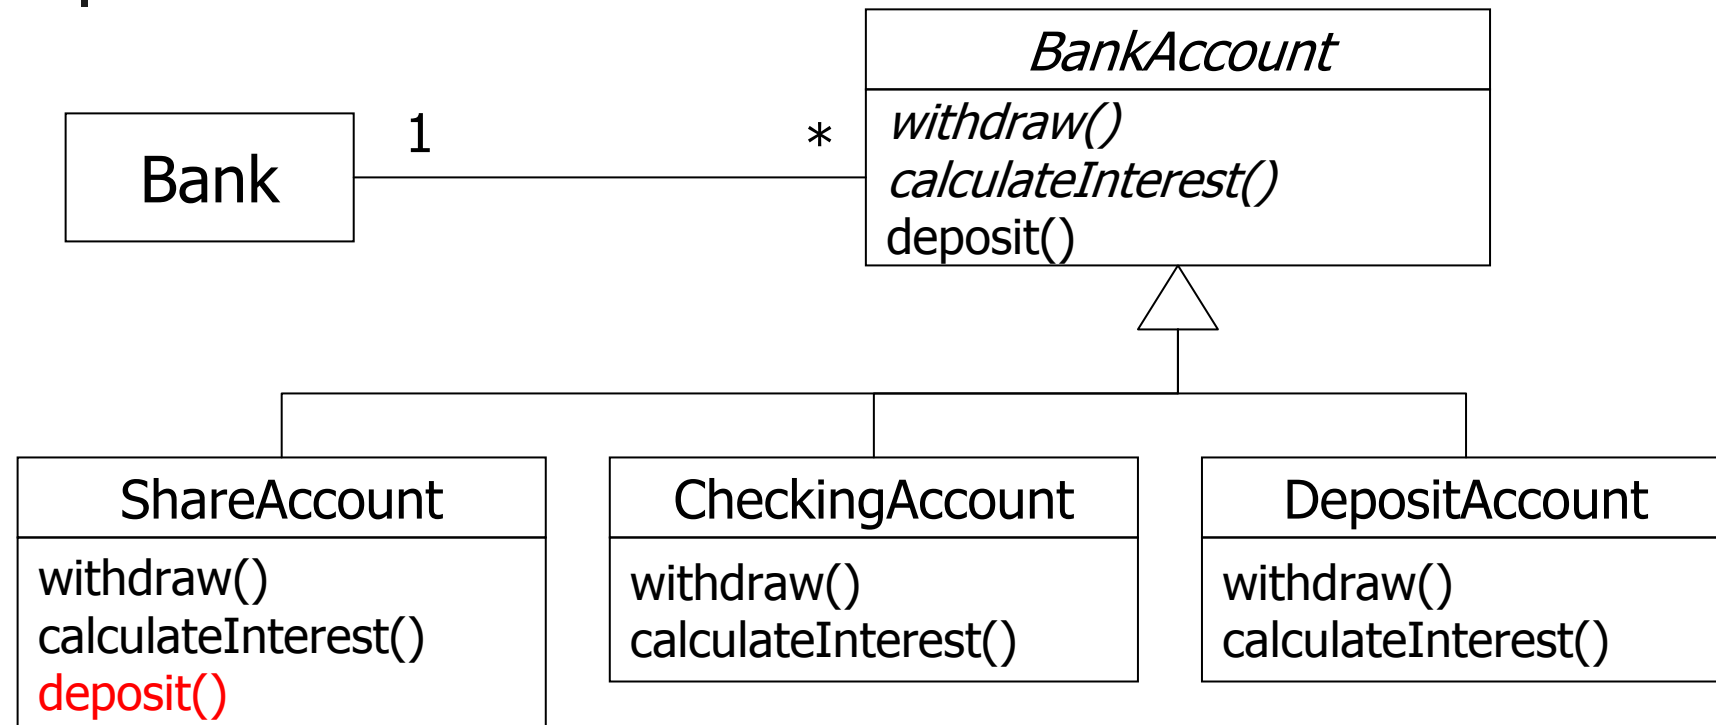 BankAccount
withdraw()
calculateInterest()
deposit()
Bank
1
*
ShareAccount
withdraw()
calculateInterest()
deposit()
CheckingAccount
withdraw()
calculateInterest()
DepositAccount
withdraw()
calculateInterest()